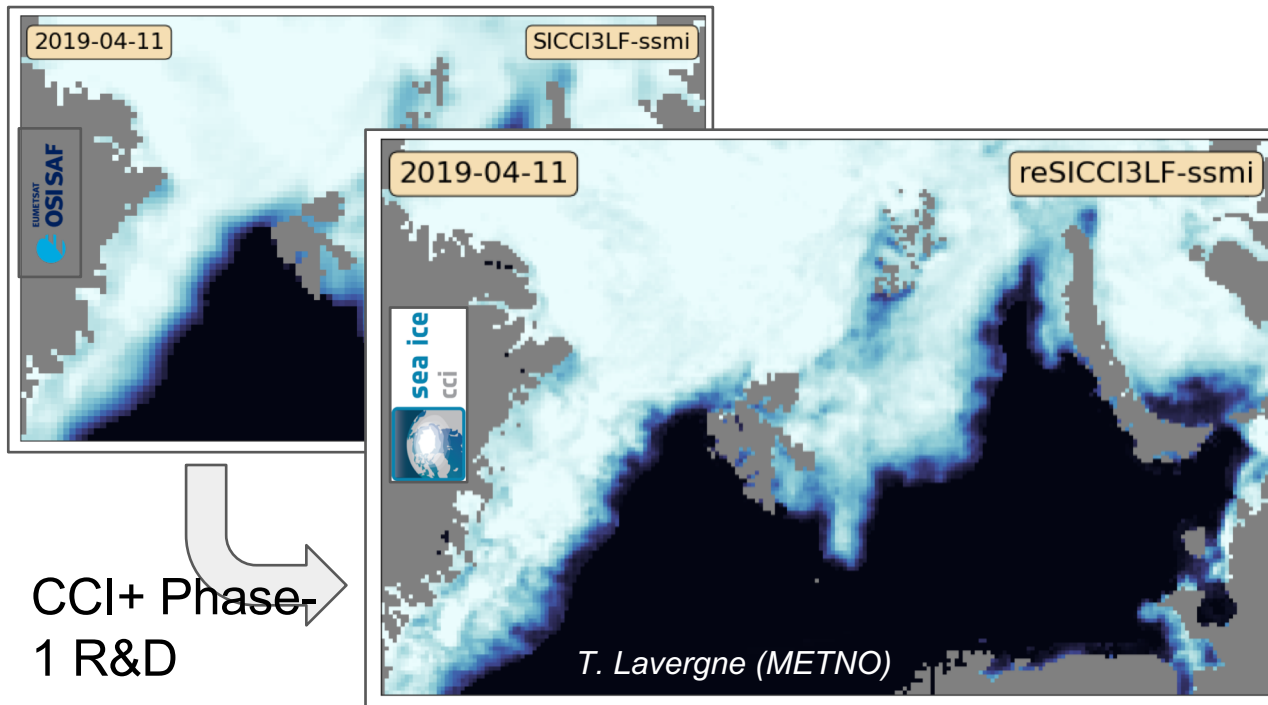 2019-04-11
SICCI3LF-ssmi
EUMETSAT
OSI SAF
2019-04-11
reSICCI3LF-ssmi
sea ice
cci
CCI+ Phase-
1 R&D
T. Lavergne (METNO)